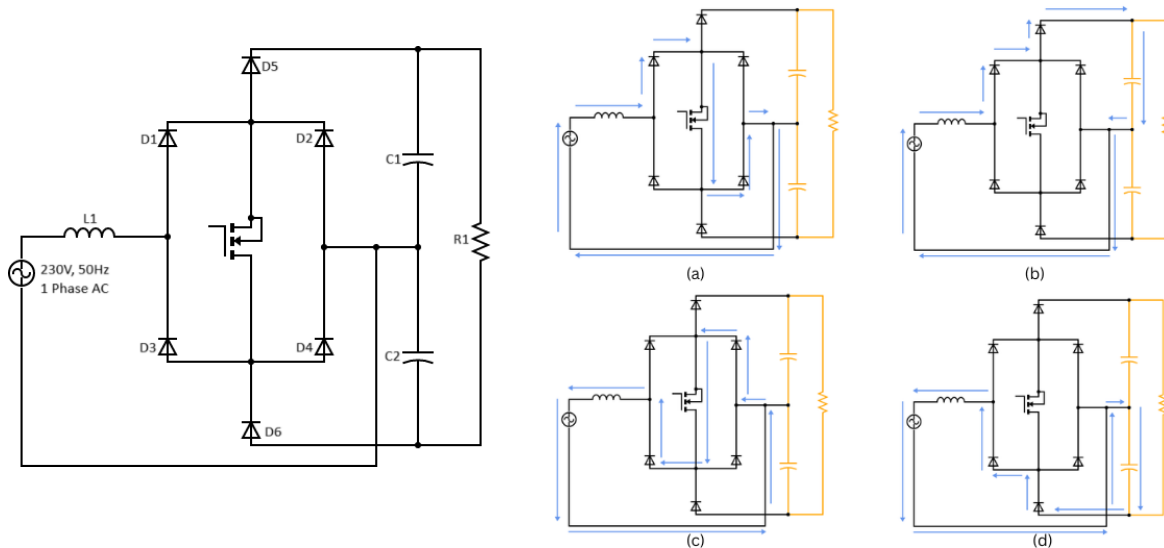 D5
D1
D2
C1
L1
R1
230V, 50Hz
1 Phase AC
D3
D4
C2
D6
(a)
(b)
(c)
(d)